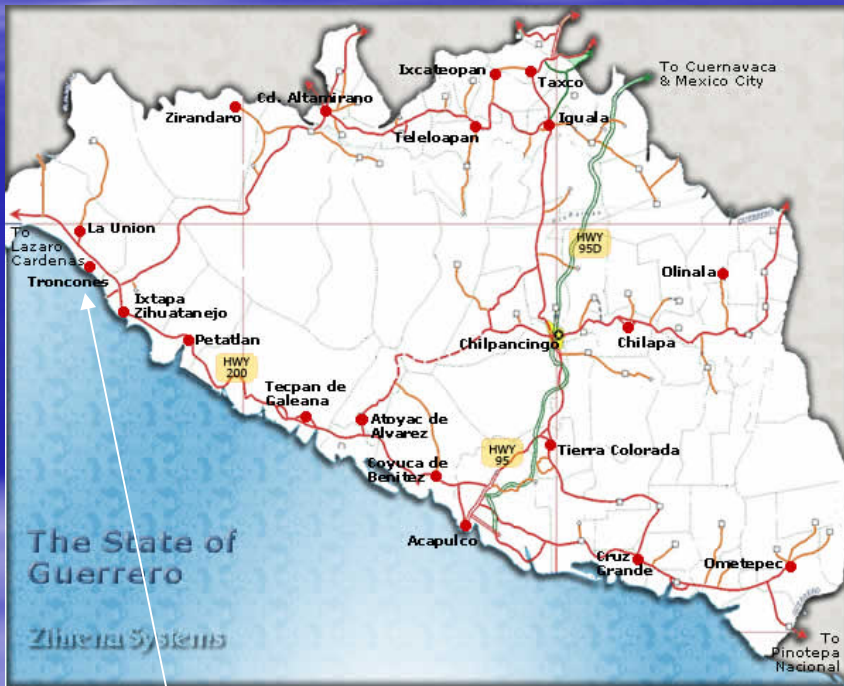 To Cuernavaca
& Mexico City
Ixcateopan
Taxco
Cd. Altamirano
Zirandaro
Teleloapan
Iguala
La Union
To
Lazaro
Cardenas
Troncones
HWY
95D
Olinala
Ixtapa
Zihuatanejo
Petatlan
Chilpancingo
Chilapa
HWY
200
Tecpan de
Galeana
Atoyac de
Alvarez
HWY
95
Tierra Colorada
Coyuca de
Benitez
Acapulco
Cruz
Grande
Ometepec
The State of
Guerrero
Zihrena Systems
To
Pinotepa
Nacional